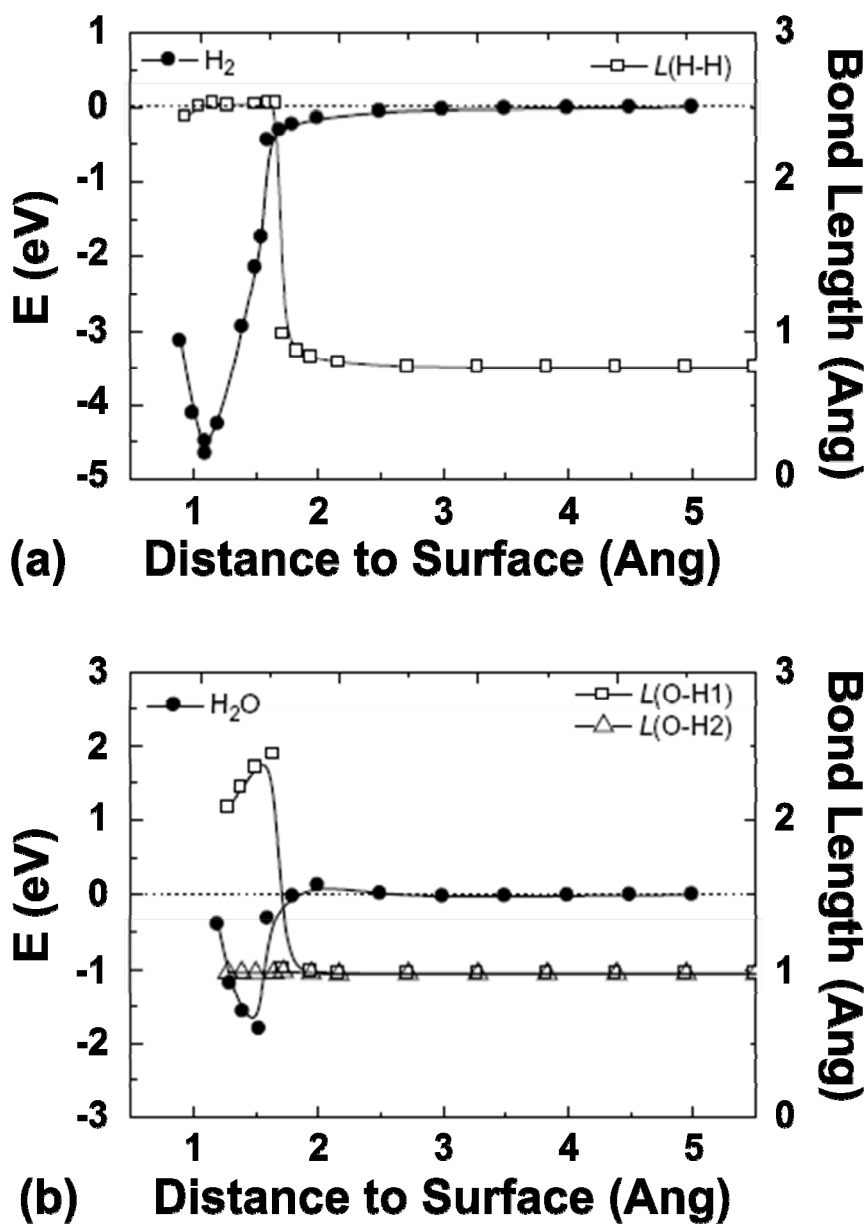 H2
L(H-H)
1
0
-1
-2
-3
-4
-5
E (eV)
3
2
1
0
Bond Length (Ang)
1 2 3 4 5
(a) Distance to Surface (Ang)
H2O
L(O-H1)
L(O-H2)
3
2
1
0
-1
-2
-3
E (eV)
3
2
1
0
Bond Length (Ang)
1 2 3 4 5
(b) Distance to Surface (Ang)